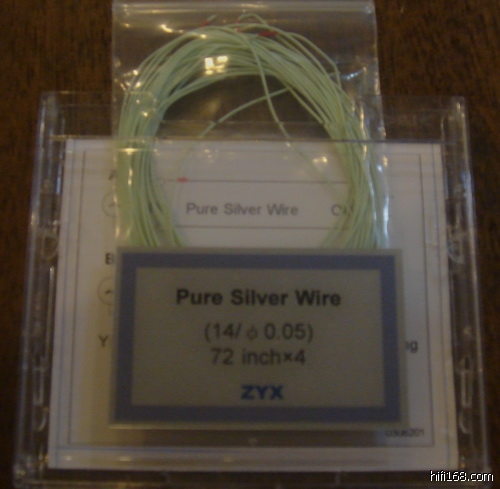 Pure Silver Wire
B
Y
Pure Silver Wire
(14/ φ 0.05)
72 inch×4
ZYX
hifi168.com